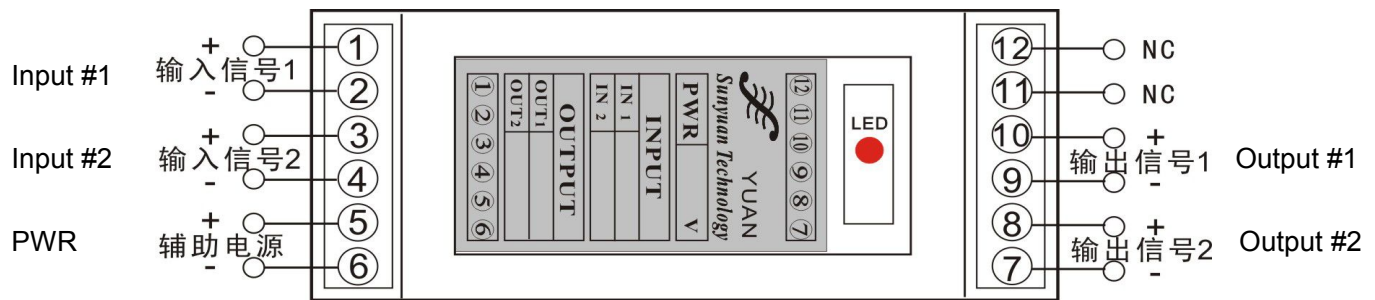 Input #1
+
输入信号1
-
Input #2
+
输入信号2
-
PWR
+
辅助电源
-
1
2
3
4
5
6
① ② ③ ④ ⑤ ⑥
OUT2
OUT1
OUTPUT
IN 2
IN 1
INPUT
PWR V
Sunyuan Technology
YUAN
⑫ ⑪ ⑩ ⑨ ⑧ ⑦
LED
12
11
10
9
8
7
NC
NC
+
输出信号1
-
Output #1
+
输出信号2
-
Output #2